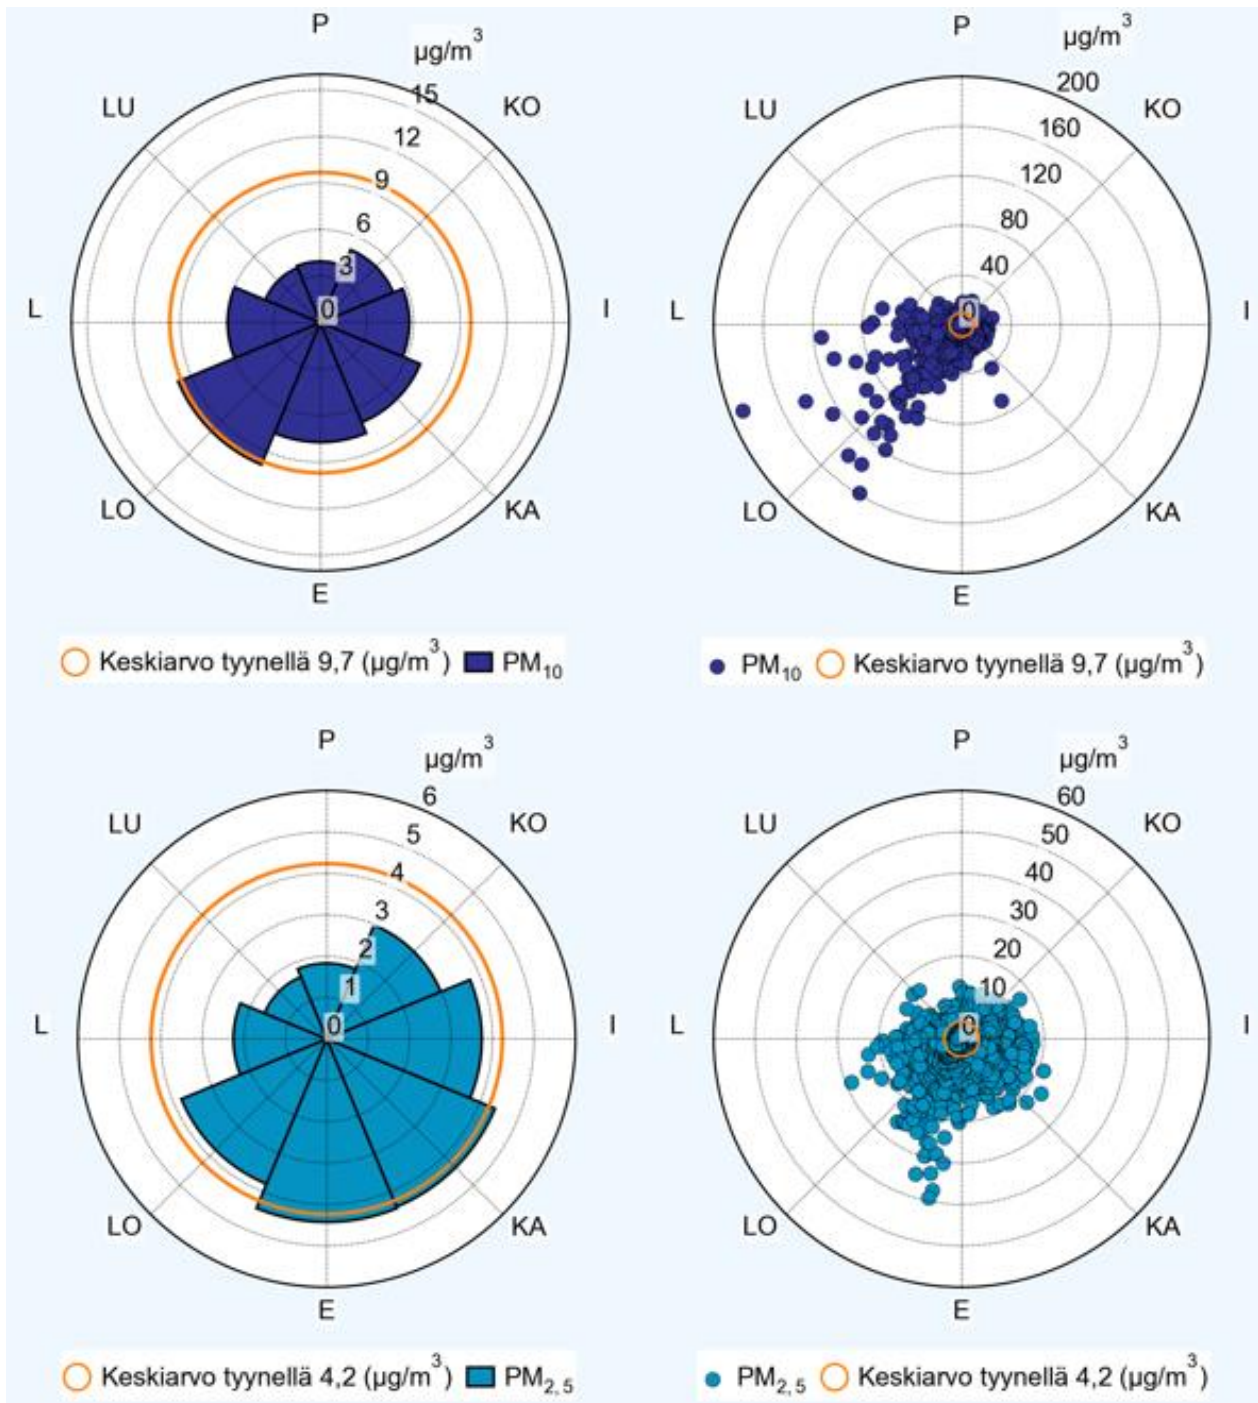 P
µg/m³
LU
15
KO
12
9
6
3
L
0
I
LO
KA
E
Keskiarvo tyynellä 9,7 (µg/m³) PM₁₀
P
µg/m³
200
LU
KO
160
120
80
40
L
0
I
LO
KA
E
PM₁₀ Keskiarvo tyynellä 9,7 (µg/m³)
P
µg/m³
6
LU
KO
5
4
3
2
1
L
0
I
LO
KA
E
Keskiarvo tyynellä 4,2 (µg/m³) PM₂,₅
P
µg/m³
60
LU
KO
50
40
30
20
10
L
0
I
LO
KA
E
PM₂,₅ Keskiarvo tyynellä 4,2 (µg/m³)